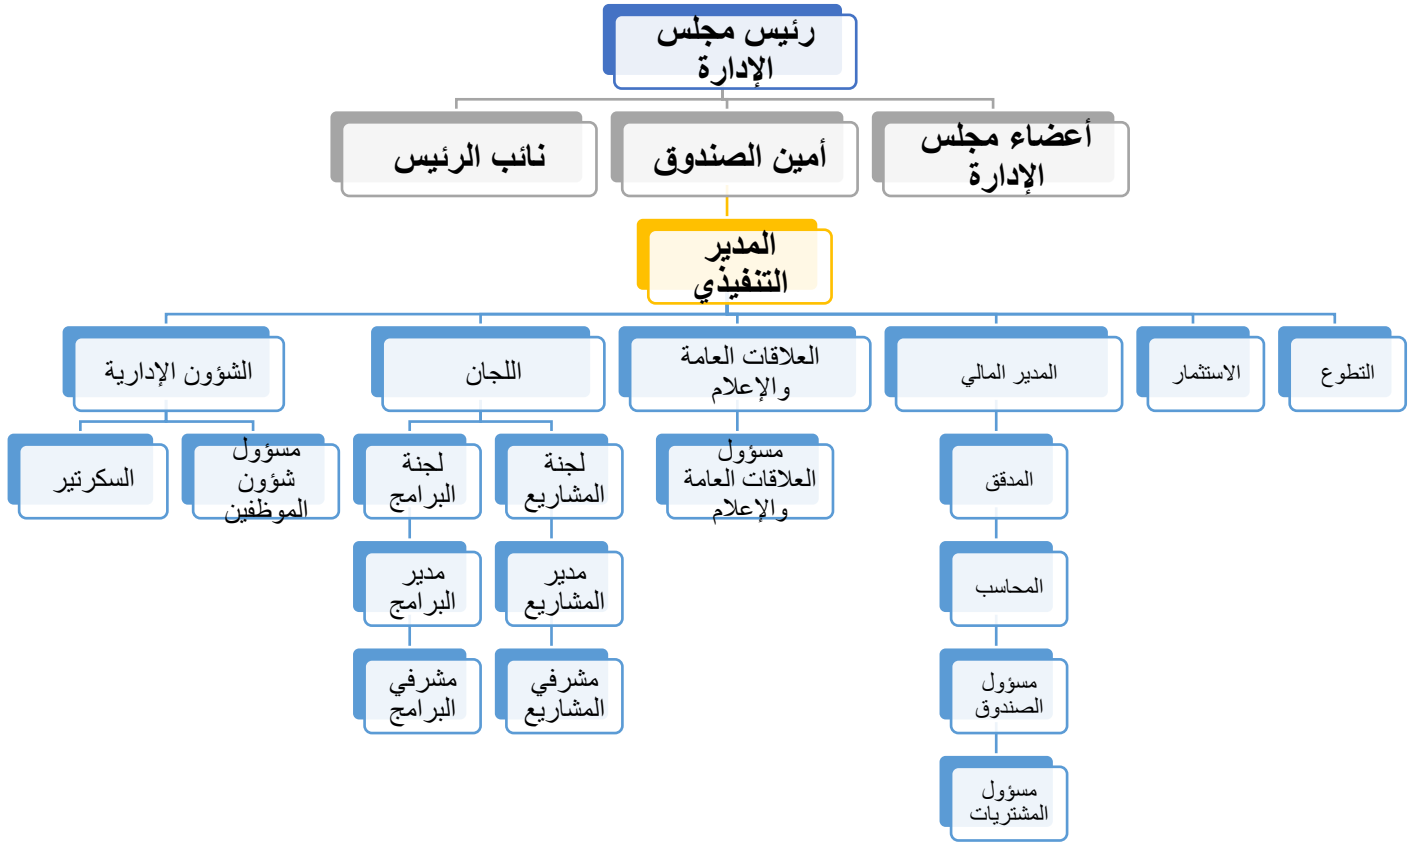 رئيس مجلس
الإدارة
أعضاء مجلس
الإدارة
أمين الصندوق
نائب الرئيس
المدير
التنفيذي
التطوع
الاستثمار
المدير المالي
العلاقات العامة
والإعلام
اللجان
الشؤون الإدارية
المدقق
مسؤول
العلاقات العامة
والإعلام
لجنة
المشاريع
لجنة
البرامج
مسؤول
شؤون
الموظفين
السكرتير
المحاسب
مدير
المشاريع
مدير
البرامج
مسؤول
الصندوق
مشرفي
المشاريع
مشرفي
البرامج
مسؤول
المشتريات